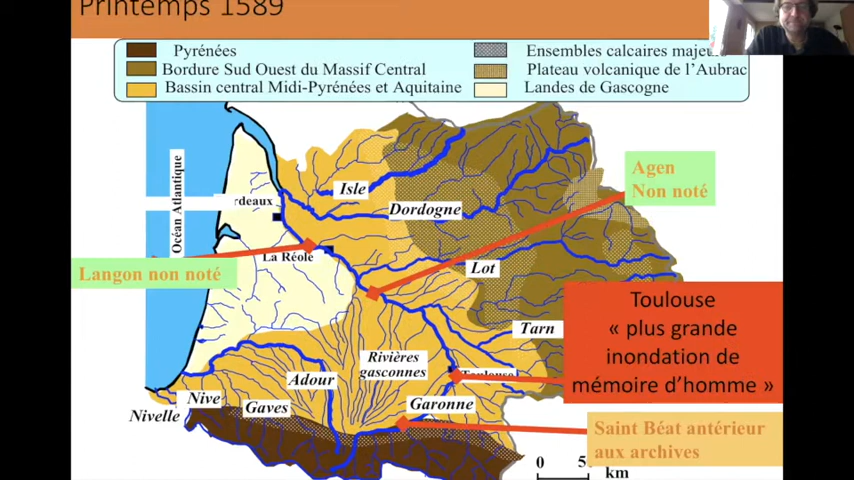 Printemps 1589
Pyrénées
Bordure Sud Ouest du Massif Central
Bassin central Midi-Pyrénées et Aquitaine
Ensembles calcaires majeu
Plateau volcanique de l'Aubrac
Landes de Gascogne
Océan Atlantique
Isle
Dordogne
Agen
Non noté
rdeaux
La Réole
Langon non noté
Lot
Toulouse
« plus grande
inondation de
mémoire d'homme »
Tarn
Rivières
gasconnes
Toulouse
Adour
Garonne
Nive
Gaves
Nivelle
Saint Béat antérieur
aux archives
0 5
km